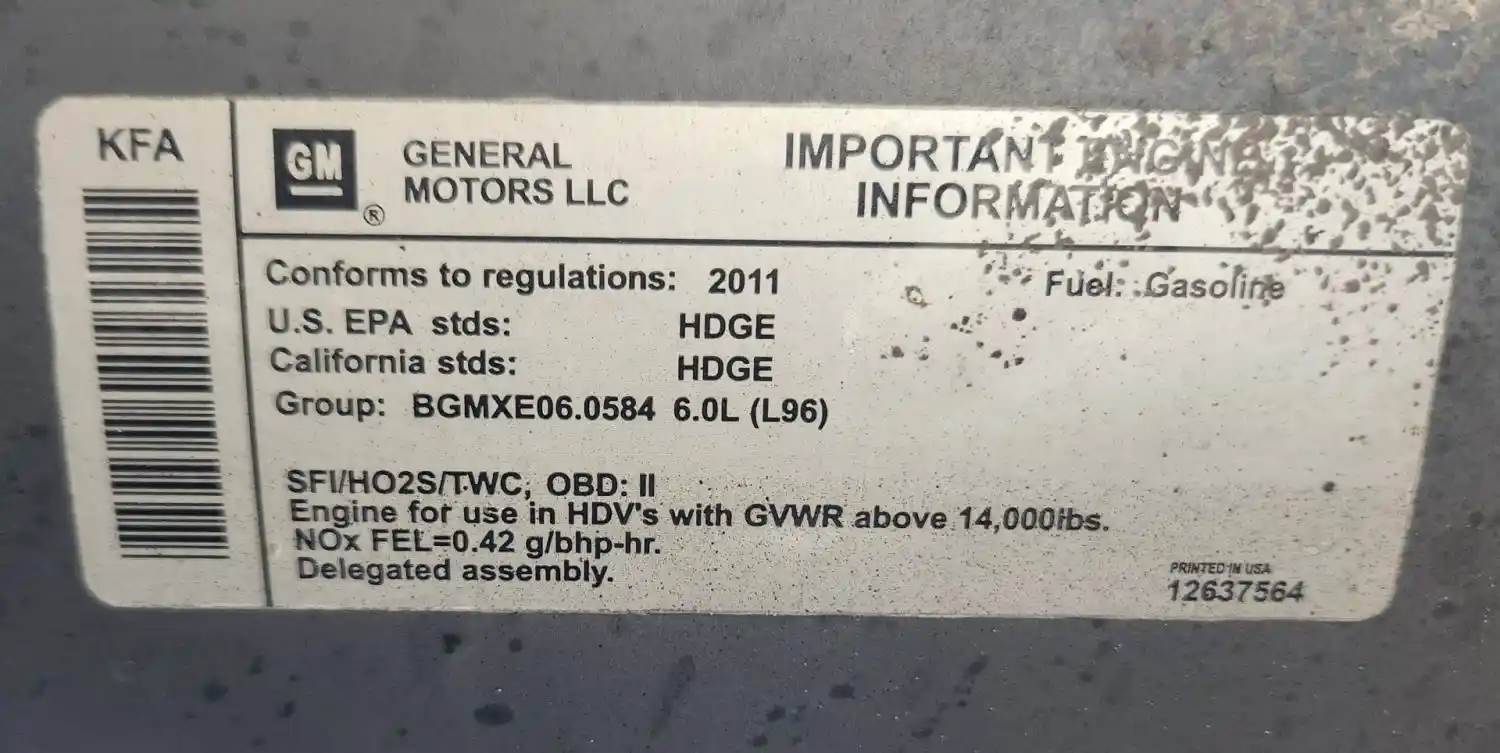 KFA
GM
®
GENERAL
MOTORS LLC
IMPORTANT ENGINE
INFORMATION
Conforms to regulations: 2011
Fuel: Gasoline
U.S. EPA stds: HDGE
California stds: HDGE
Group: BGMXE06.0584 6.0L (L96)
SFI/HO2S/TWC, OBD: II
Engine for use in HDV's with GVWR above 14,000lbs.
NOx FEL=0.42 g/bhp-hr.
Delegated assembly.
PRINTED IN USA
12637564